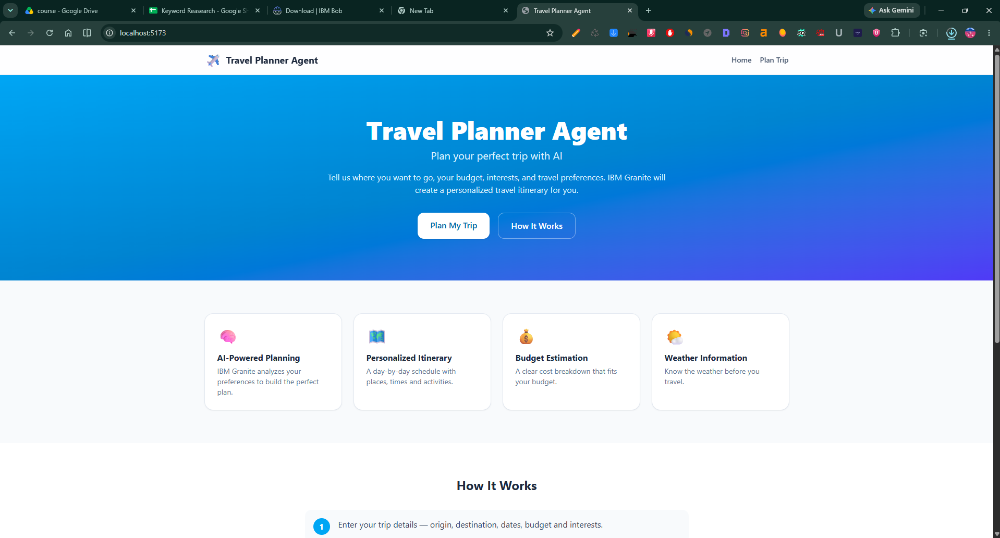 course - Google Drive
Keyword Reasearch - Google Sh
Download | IBM Bob
New Tab
Travel Planner Agent
Ask Gemini
localhost:5173
Travel Planner Agent
Home
Plan Trip
Travel Planner Agent
Plan your perfect trip with AI
Tell us where you want to go, your budget, interests, and travel preferences. IBM Granite will
create a personalized travel itinerary for you.
Plan My Trip
How It Works
AI-Powered Planning
IBM Granite analyzes your
preferences to build the perfect
plan.
Personalized Itinerary
A day-by-day schedule with
places, times and activities.
Budget Estimation
A clear cost breakdown that fits
your budget.
Weather Information
Know the weather before you
travel.
How It Works
1
Enter your trip details — origin, destination, dates, budget and interests.